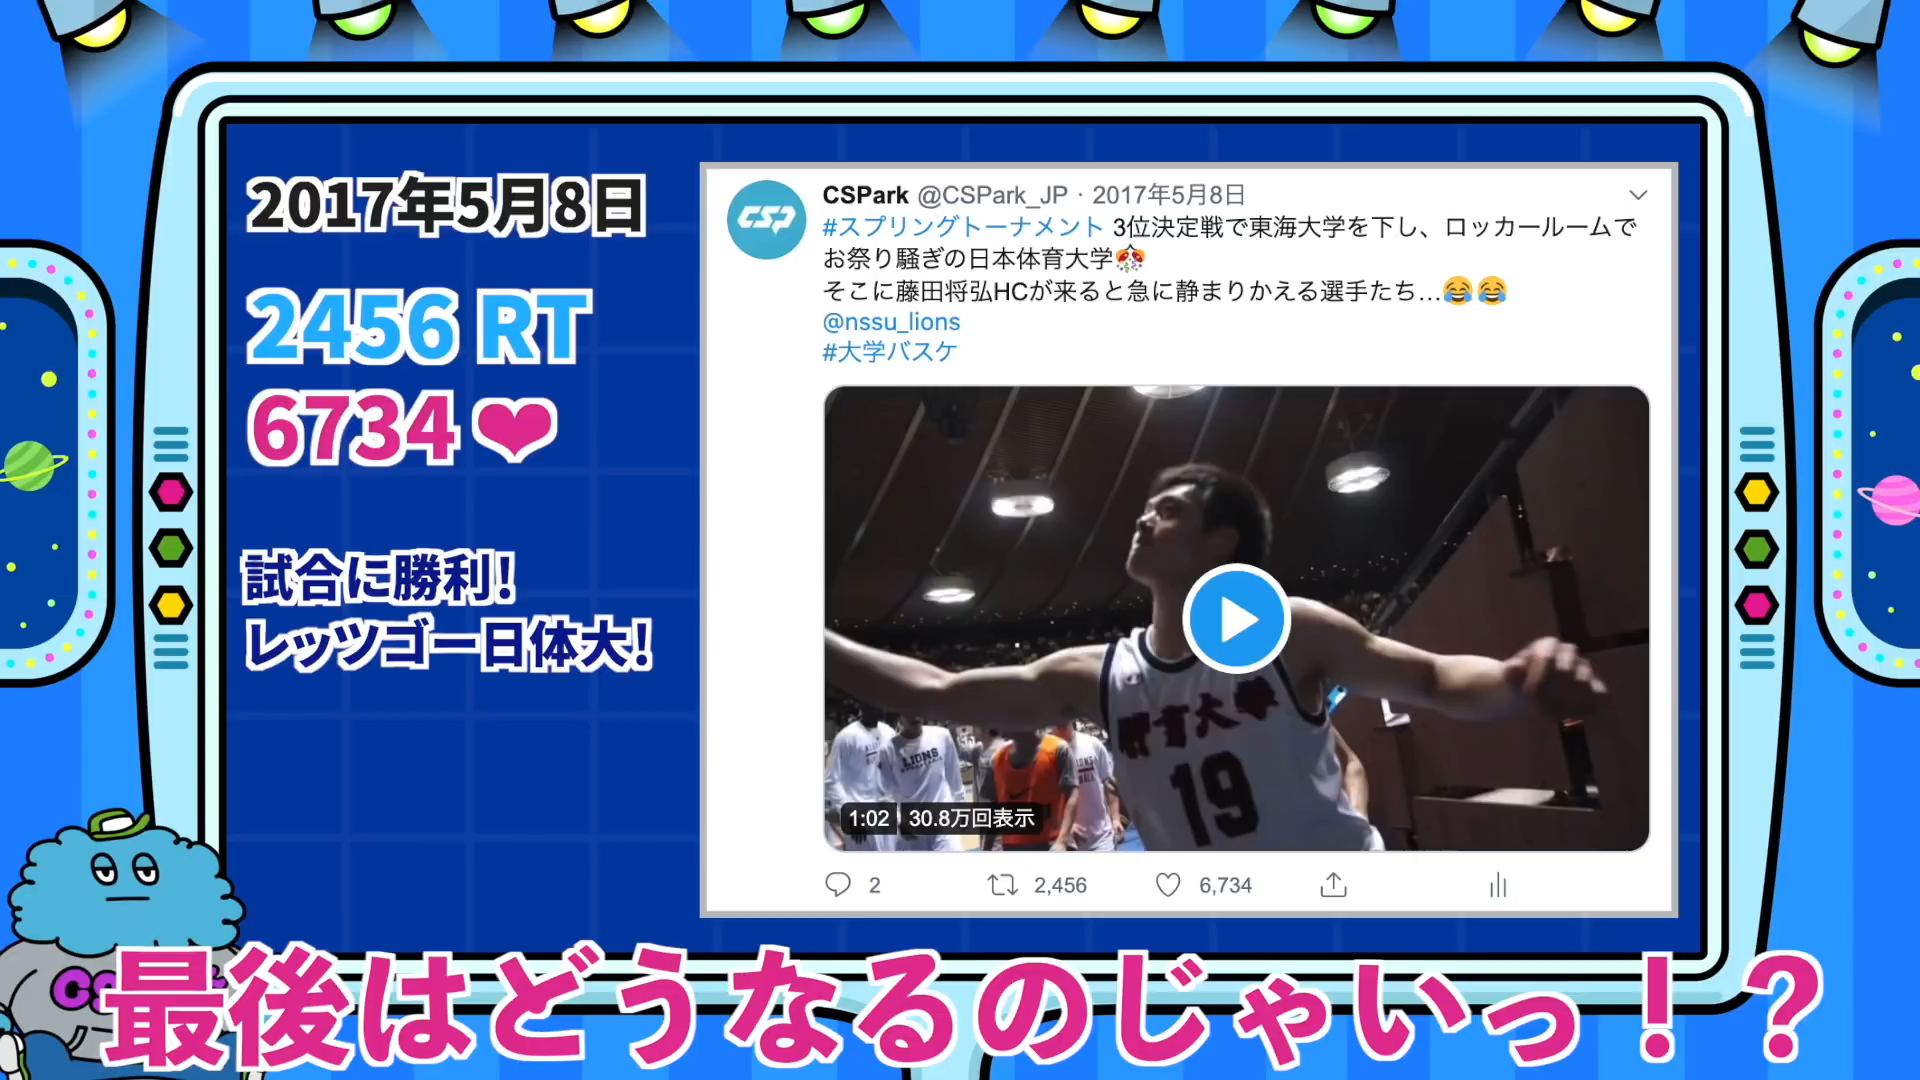 2017年5月8日
2456 RT
6734❤
試合に勝利!
レッツゴー日体大!
CSP
CSPark @CSPark_JP · 2017年5月8日
#スプリングトーナメント 3位決定戦で東海大学を下し、ロッカールームで
お祭り騒ぎの日本体育大学🎊
そこに藤田将弘HCが来ると急に静まりかえる選手たち…😂😂
@nssu_lions
#大学バスケ
LIONS
育大学
19
1:02 30.8万回表示
2 2,456 6,734
最後はどうなるのじゃいっ!?